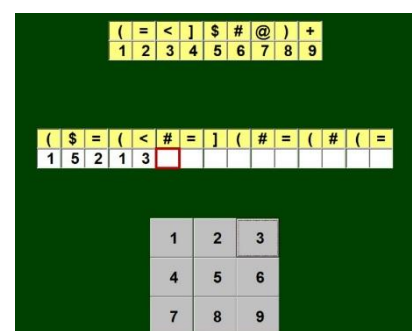 ( = < ] $ # @ ) +
1 2 3 4 5 6 7 8 9
( $ = ( < # = ] ( # = ( # ( =
1 5 2 1 3
1 2 3
4 5 6
7 8 9